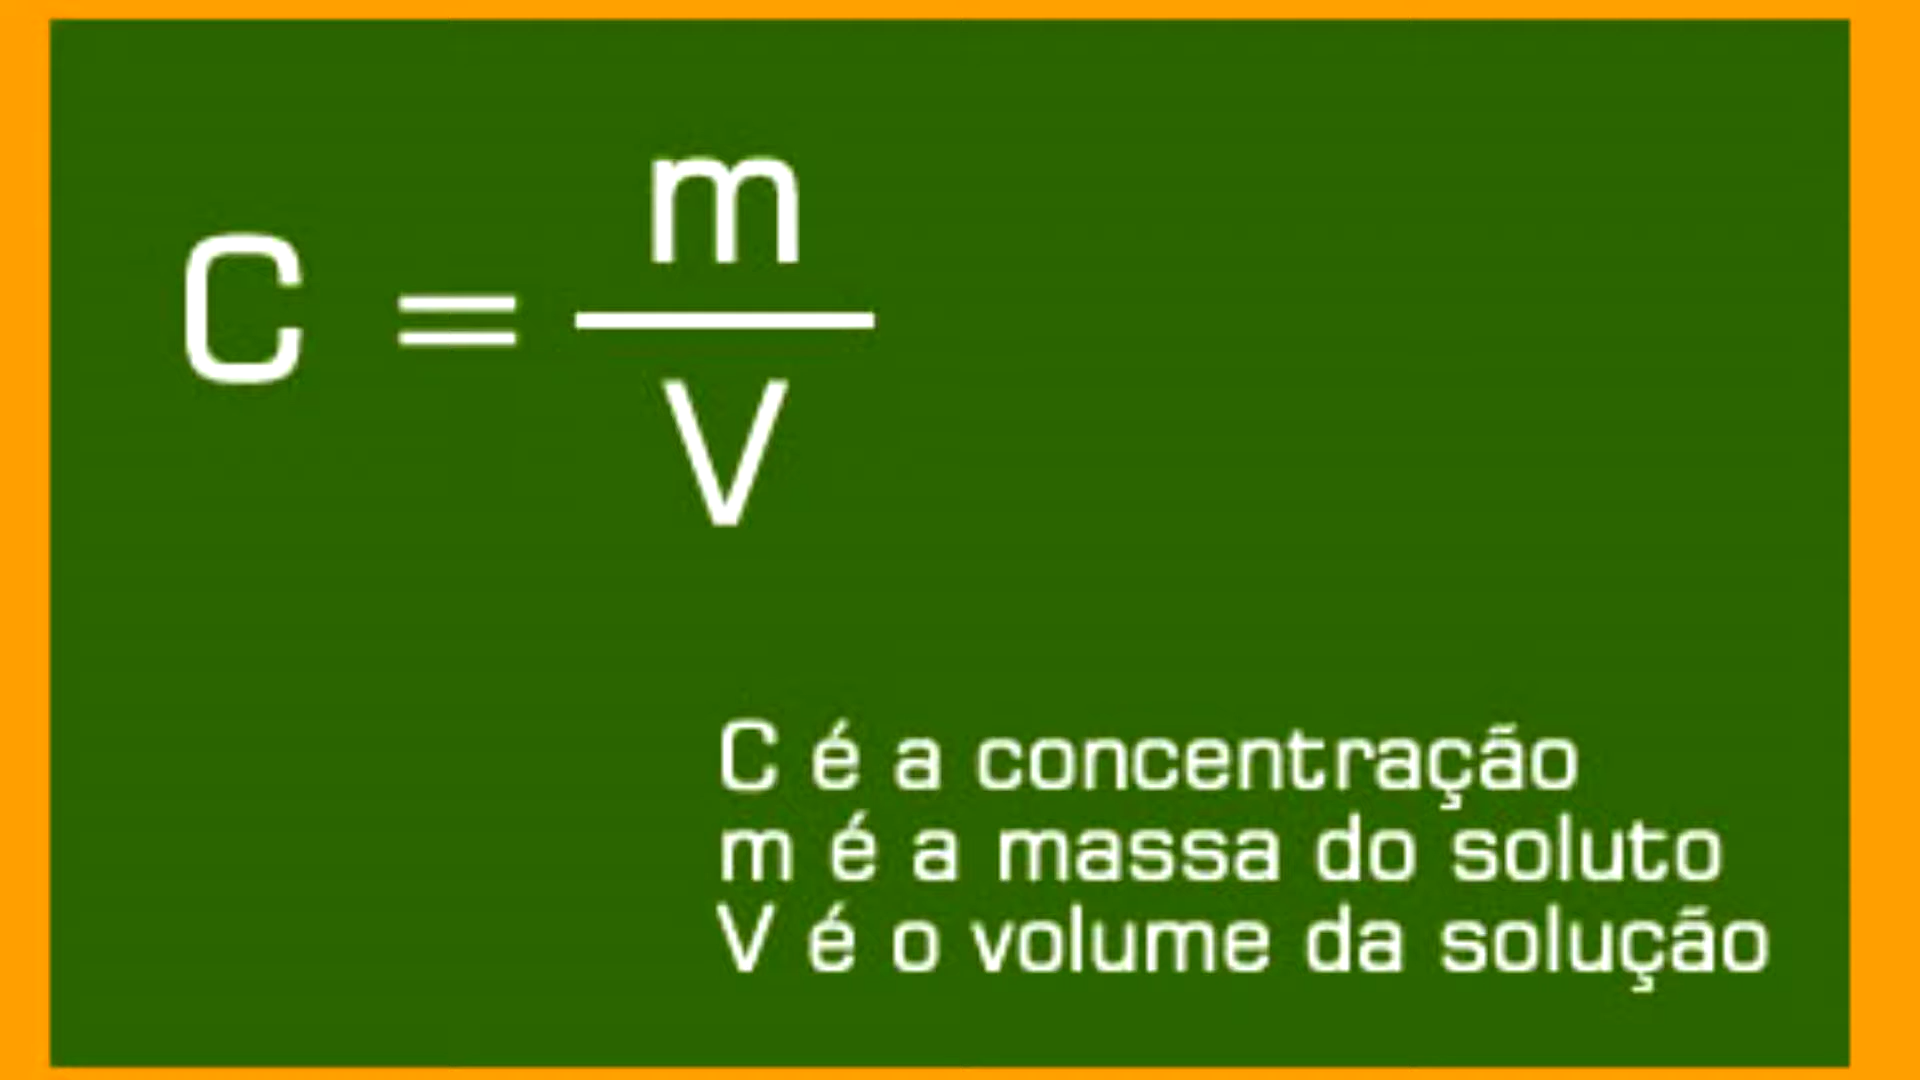 C = m/V
C é a concentração
m é a massa do soluto
V é o volume da solução